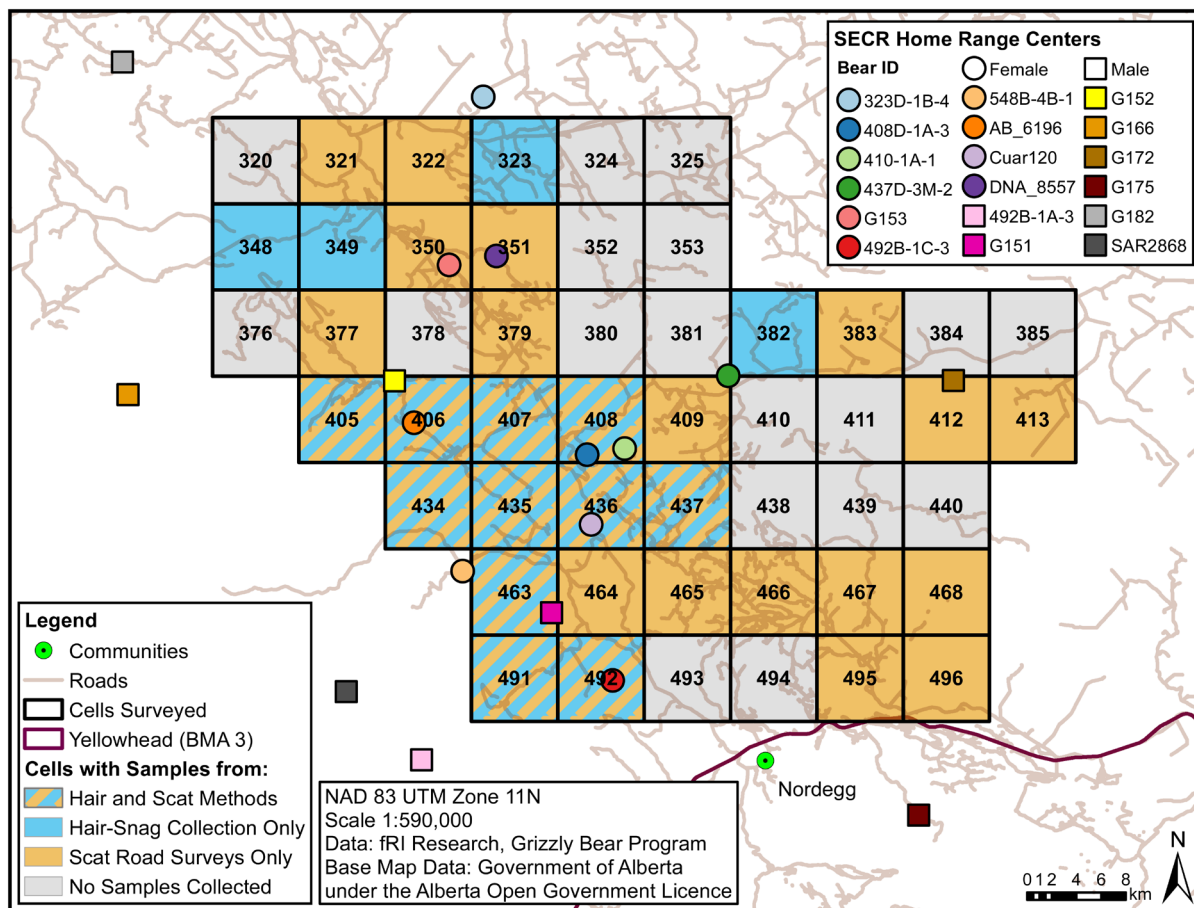 SECR Home Range Centers
Bear ID
Female
Male
323D-1B-4
548B-4B-1
G152
408D-1A-3
AB_6196
G166
410-1A-1
Cuar120
G172
437D-3M-2
DNA_8557
G175
G153
492B-1A-3
G182
492B-1C-3
G151
SAR2868
320 321 322 323 324 325
348 349 350 351 352 353
376 377 378 379 380 381 382 383 384 385
405 406 407 408 409 410 411 412 413
434 435 436 437 438 439 440
463 464 465 466 467 468
491 492 493 494 495 496
Nordegg
Legend
Communities
Roads
Cells Surveyed
Yellowhead (BMA 3)
Cells with Samples from:
Hair and Scat Methods
Hair-Snag Collection Only
Scat Road Surveys Only
No Samples Collected
NAD 83 UTM Zone 11N
Scale 1:590,000
Data: fRI Research, Grizzly Bear Program
Base Map Data: Government of Alberta
under the Alberta Open Government Licence
N
0 1 2 4 6 8
km